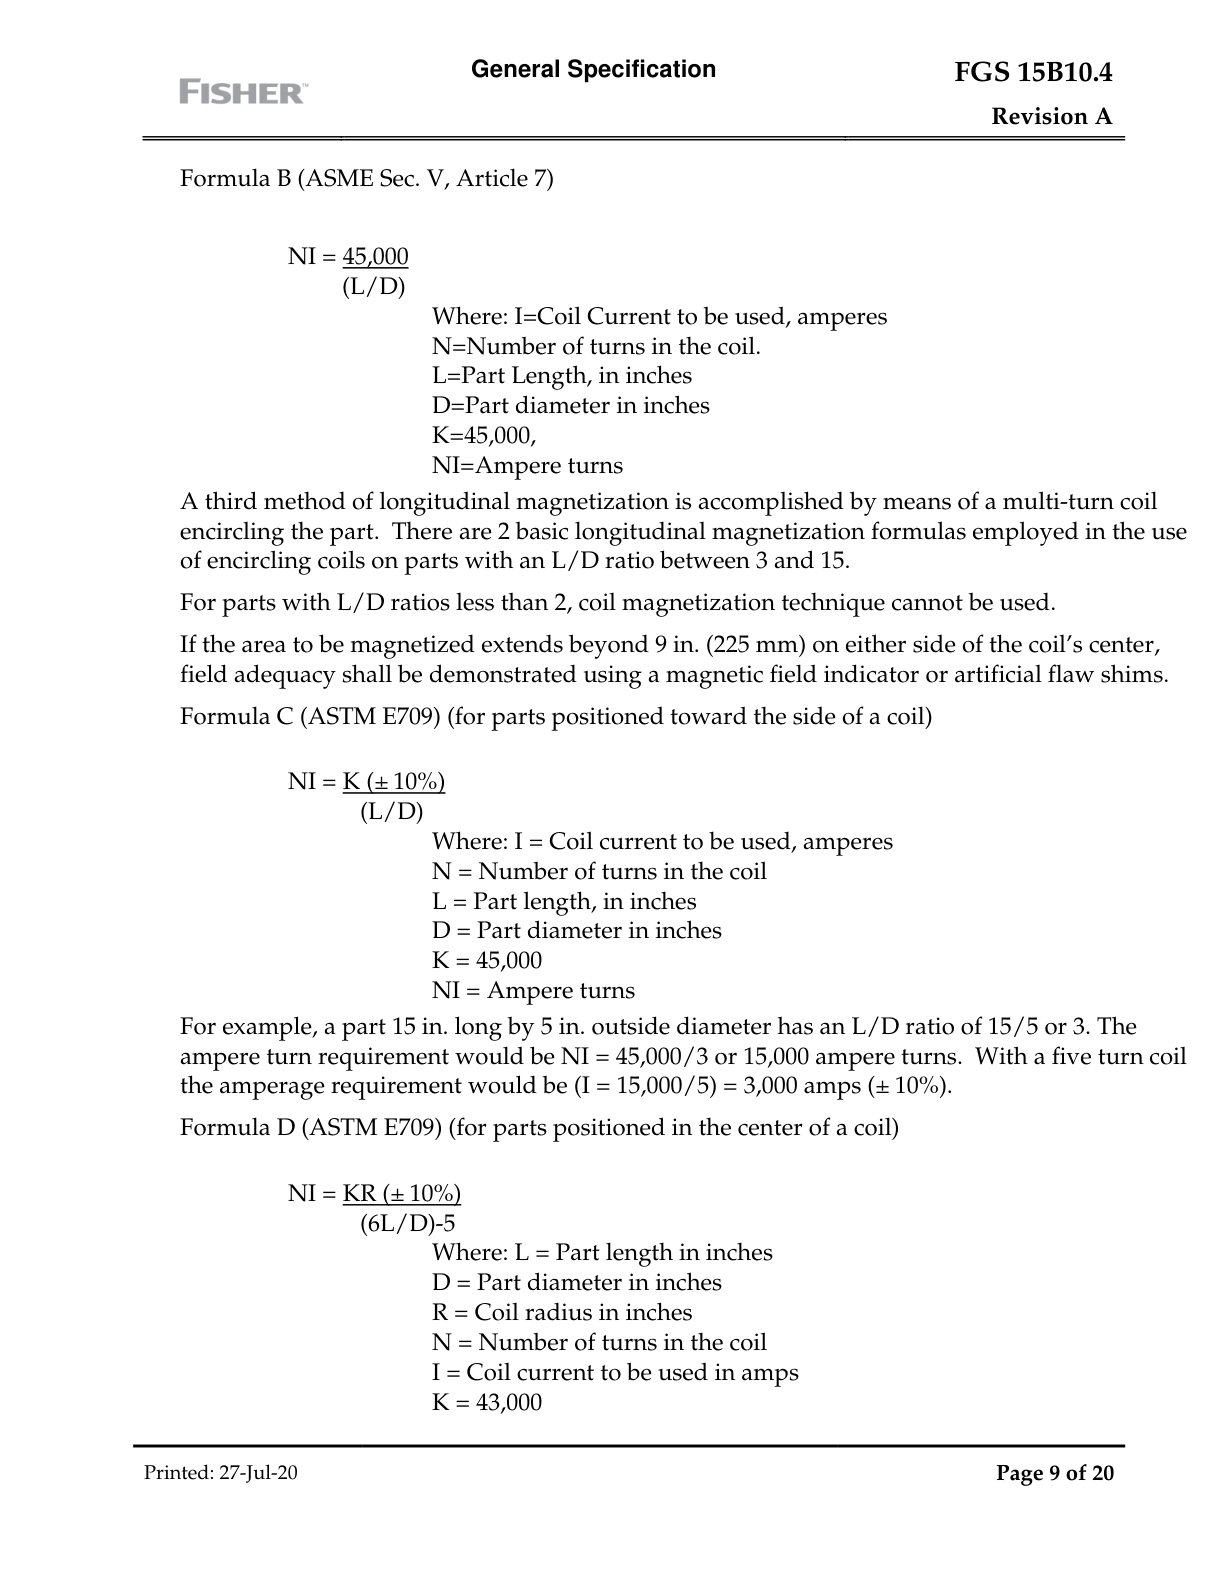 General Specification
FGS 15B10.4
FISHER™
Revision A
Formula B (ASME Sec. V, Article 7)
NI = 45,000
(L/D)
Where: I=Coil Current to be used, amperes
N=Number of turns in the coil.
L=Part Length, in inches
D=Part diameter in inches
K=45,000,
NI=Ampere turns
A third method of longitudinal magnetization is accomplished by means of a multi-turn coil
encircling the part.  There are 2 basic longitudinal magnetization formulas employed in the use
of encircling coils on parts with an L/D ratio between 3 and 15.
For parts with L/D ratios less than 2, coil magnetization technique cannot be used.
If the area to be magnetized extends beyond 9 in. (225 mm) on either side of the coil's center,
field adequacy shall be demonstrated using a magnetic field indicator or artificial flaw shims.
Formula C (ASTM E709) (for parts positioned toward the side of a coil)
NI = K (± 10%)
(L/D)
Where: I = Coil current to be used, amperes
N = Number of turns in the coil
L = Part length, in inches
D = Part diameter in inches
K = 45,000
NI = Ampere turns
For example, a part 15 in. long by 5 in. outside diameter has an L/D ratio of 15/5 or 3. The
ampere turn requirement would be NI = 45,000/3 or 15,000 ampere turns.  With a five turn coil
the amperage requirement would be (I = 15,000/5) = 3,000 amps (± 10%).
Formula D (ASTM E709) (for parts positioned in the center of a coil)
NI = KR (± 10%)
(6L/D)-5
Where: L = Part length in inches
D = Part diameter in inches
R = Coil radius in inches
N = Number of turns in the coil
I = Coil current to be used in amps
K = 43,000
Printed: 27-Jul-20
Page 9 of 20